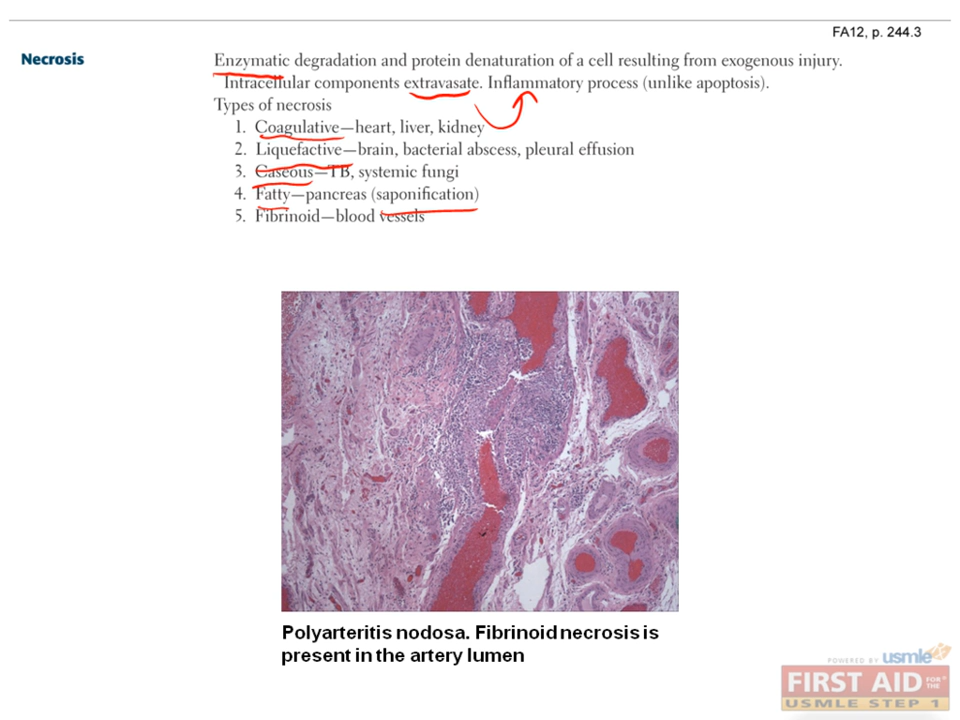 FA12, p. 244.3
Necrosis
Enzymatic degradation and protein denaturation of a cell resulting from exogenous injury.
Intracellular components extravasate. Inflammatory process (unlike apoptosis).
Types of necrosis
1. Coagulative—heart, liver, kidney
2. Liquefactive—brain, bacterial abscess, pleural effusion
3. Caseous—TB, systemic fungi
4. Fatty—pancreas (saponification)
5. Fibrinoid—blood vessels
Polyarteritis nodosa. Fibrinoid necrosis is
present in the artery lumen
POWERED BY usmle
FIRST AID FOR THE
USMLE STEP 1